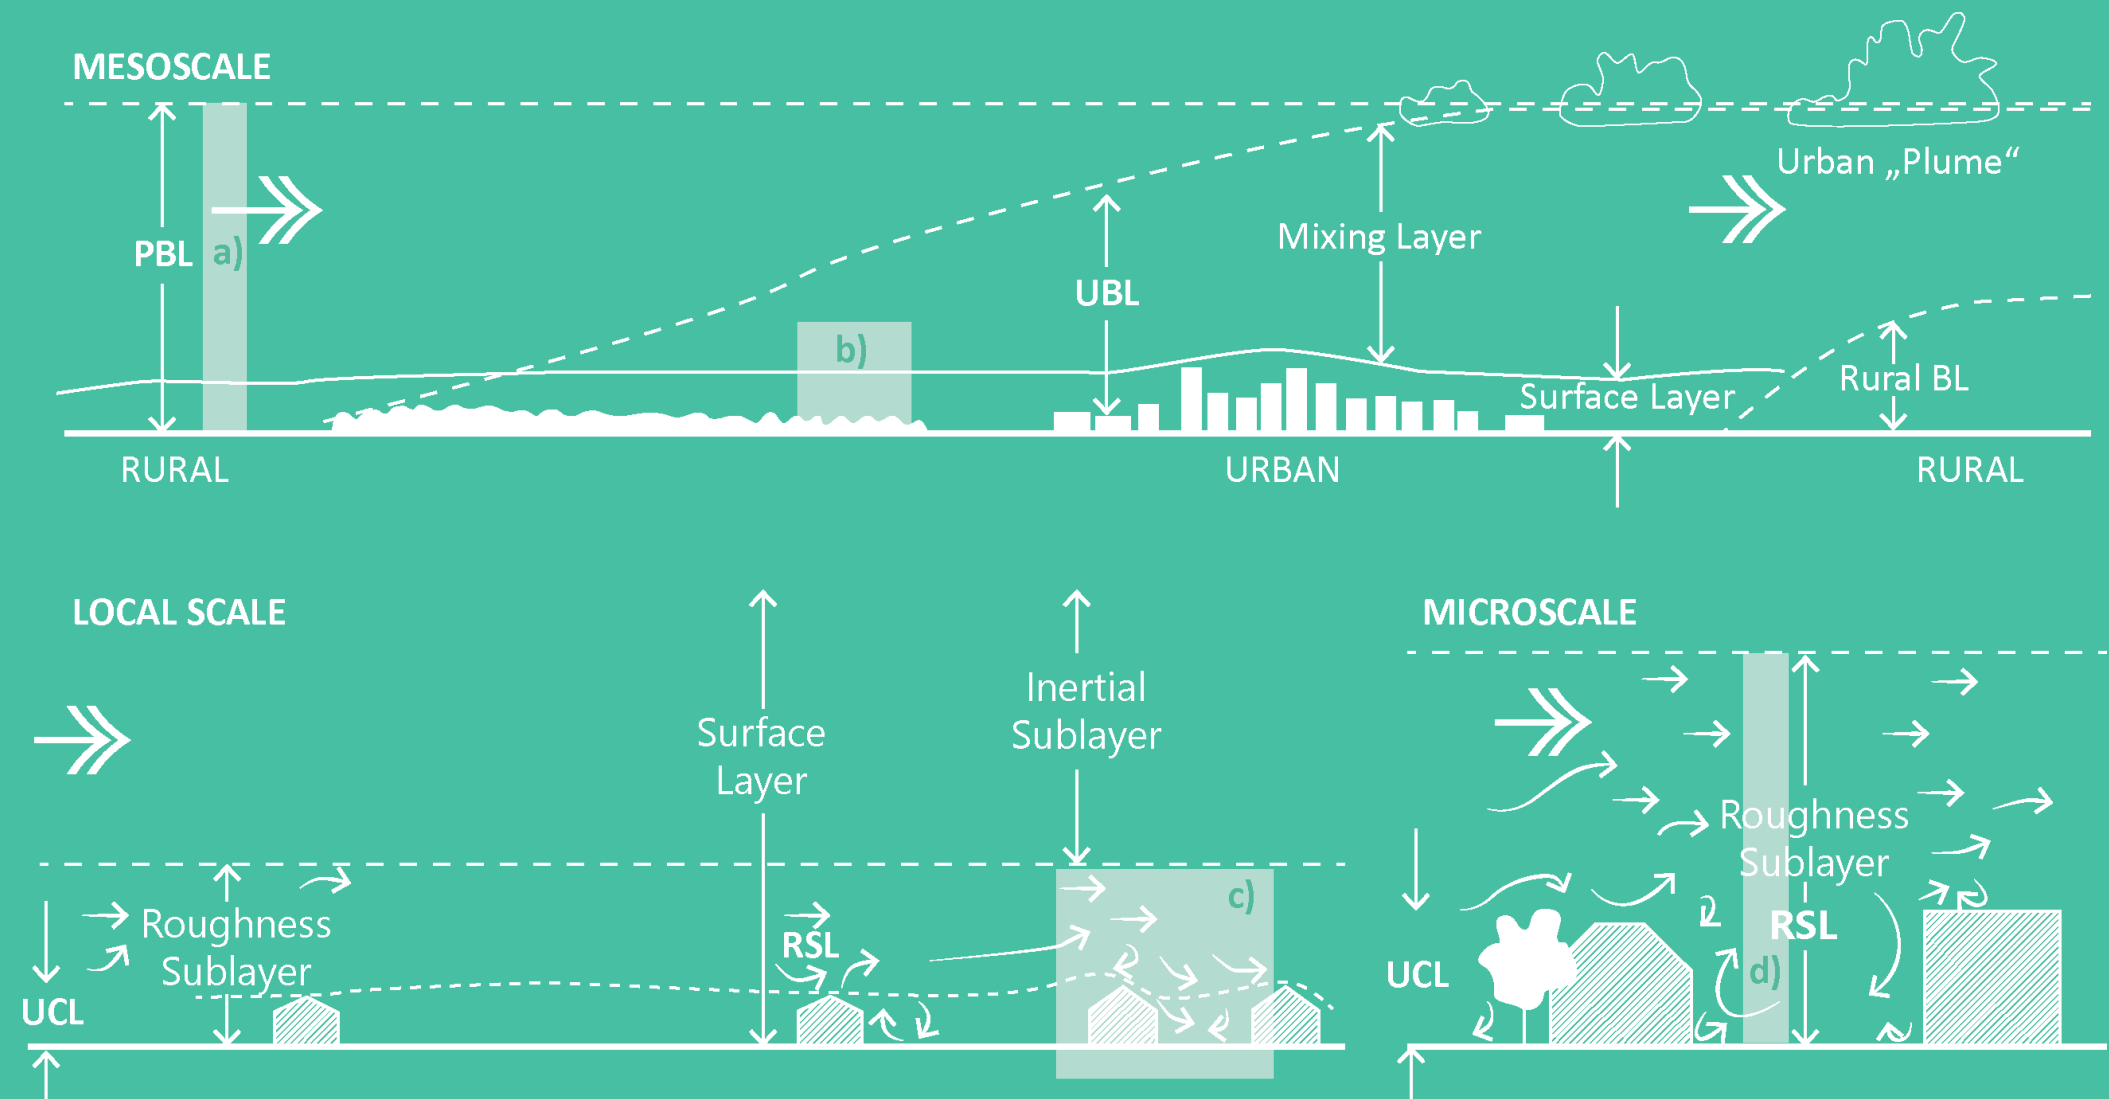 MESOSCALE
Urban „Plume“
PBL
a)
Mixing Layer
UBL
b)
Rural BL
Surface Layer
RURAL
URBAN
RURAL
LOCAL SCALE
Surface
Layer
Inertial
Sublayer
Roughness
Sublayer
RSL
c)
UCL
MICROSCALE
Roughness
Sublayer
RSL
d)
UCL